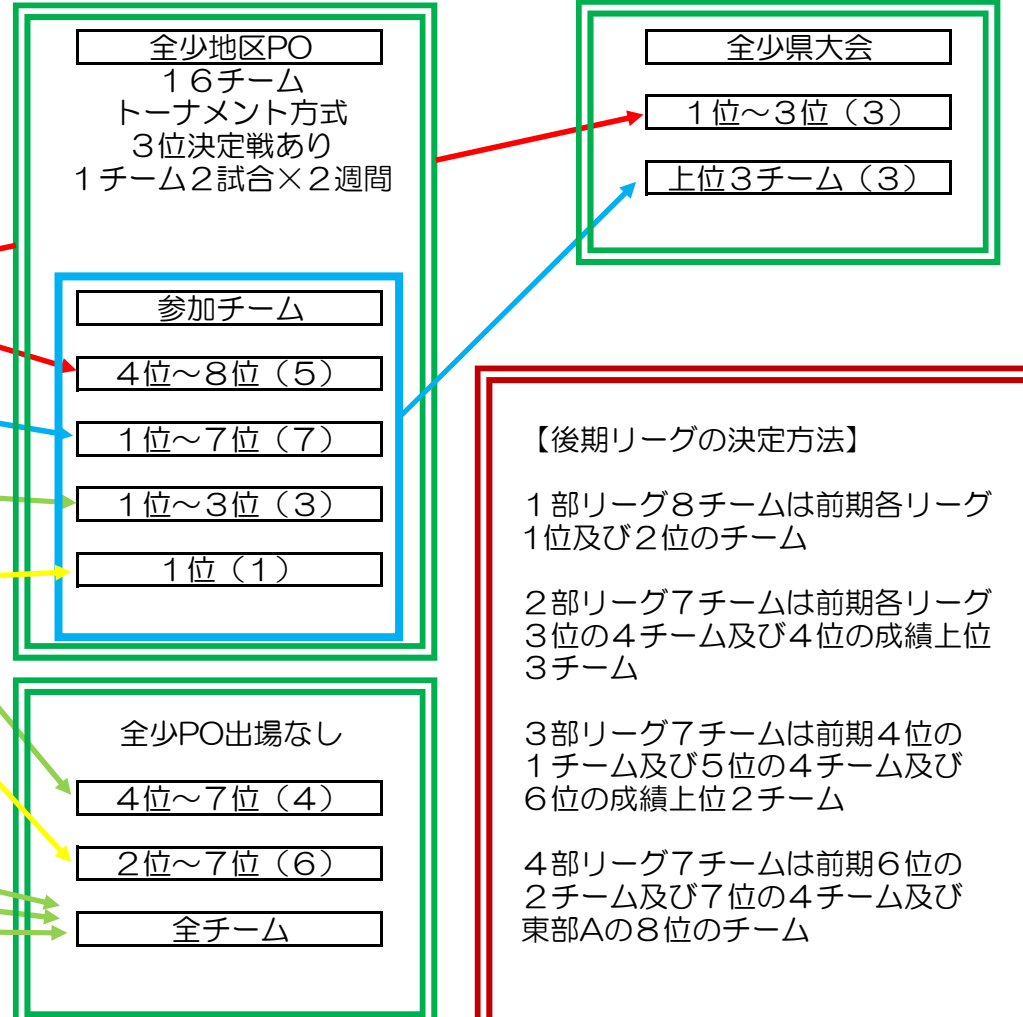 全少地区PO
１６チーム
トーナメント方式
３位決定戦あり
１チーム２試合×２週間
参加チーム
４位～８位（５）
１位～７位（７）
１位～３位（３）
１位（１）
全少PO出場なし
４位～７位（４）
２位～７位（６）
全チーム
全少県大会
１位～３位（３）
上位３チーム（３）
【後期リーグの決定方法】
１部リーグ８チームは前期各リーグ
1位及び２位のチーム
２部リーグ７チームは前期各リーグ
３位の４チーム及び４位の成績上位
３チーム
３部リーグ７チームは前期４位の
１チーム及び５位の４チーム及び
６位の成績上位２チーム
４部リーグ７チームは前期６位の
２チーム及び７位の４チーム及び
東部Aの８位のチーム